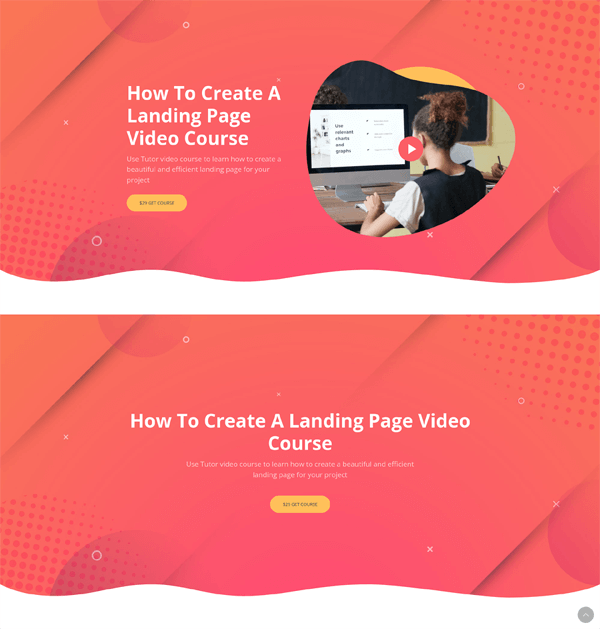 How To Create A
Landing Page
Video Course
Use Tutor video course to learn how to create a
beautiful and efficient landing page for your
project
$29 GET COURSE
Use
relevant
charts
and
graphs
How To Create A Landing Page Video
Course
Use Tutor video course to learn how to create a beautiful and efficient
landing page for your project
GET COURSE